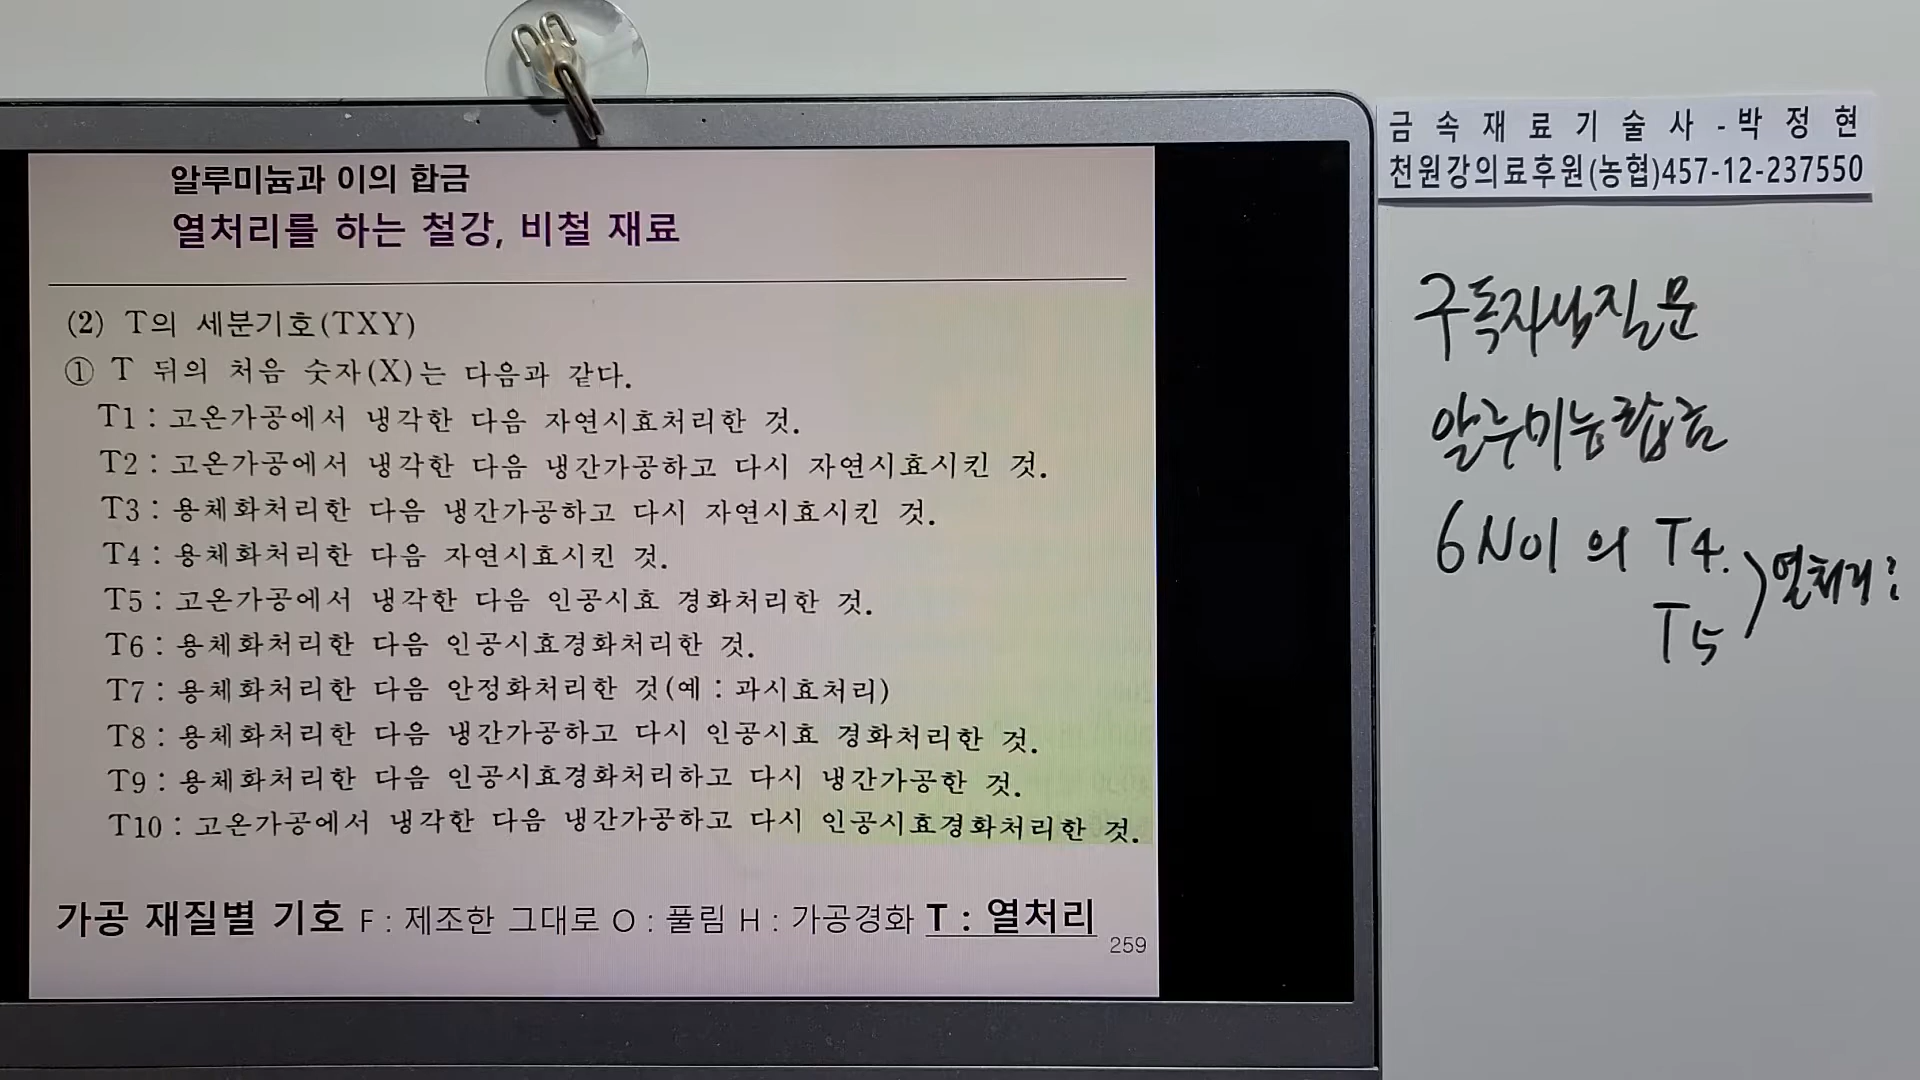 알루미늄과 이의 합금
열처리를 하는 철강, 비철 재료
(2) T의 세분기호(TXY)
① T 뒤의 처음 숫자(X)는 다음과 같다.
T1 : 고온가공에서 냉각한 다음 자연시효처리한 것.
T2 : 고온가공에서 냉각한 다음 냉간가공하고 다시 자연시효시킨 것.
T3 : 용체화처리한 다음 냉간가공하고 다시 자연시효시킨 것.
T4 : 용체화처리한 다음 자연시효시킨 것.
T5 : 고온가공에서 냉각한 다음 인공시효 경화처리한 것.
T6 : 용체화처리한 다음 인공시효경화처리한 것.
T7 : 용체화처리한 다음 안정화처리한 것(예 : 과시효처리)
T8 : 용체화처리한 다음 냉간가공하고 다시 인공시효 경화처리한 것.
T9 : 용체화처리한 다음 인공시효경화처리하고 다시 냉간가공한 것.
T10 : 고온가공에서 냉각한 다음 냉간가공하고 다시 인공시효경화처리한 것.
가공 재질별 기호 F : 제조한 그대로 O : 풀림 H : 가공경화 T : 열처리
259
금속재료기술사-박정현
천원강의료후원(농협)457-12-237550
구독자님질문
알루미늄합금
6N01 의 T4.
T5
열처리?